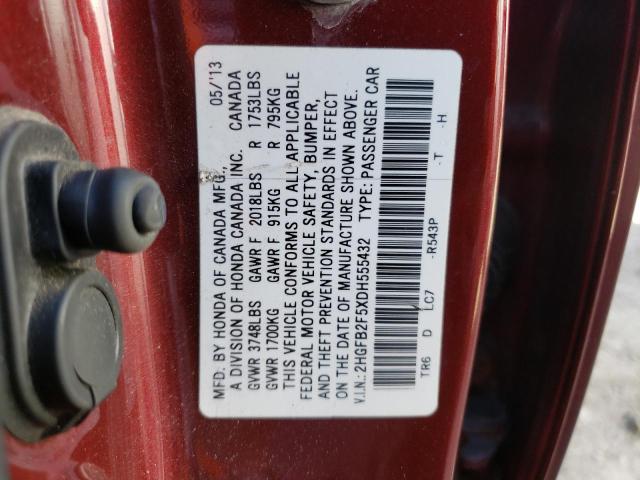 MFD. BY HONDA OF CANADA MFG., 05/'13
A DIVISION OF HONDA CANADA INC. CANADA
GVWR 3748LBS GAWR F 2018LBS R 1753LBS
GVWR 1700KG GAWR F 915KG R 795KG
THIS VEHICLE CONFORMS TO ALL APPLICABLE
FEDERAL MOTOR VEHICLE SAFETY, BUMPER,
AND THEFT PREVENTION STANDARDS IN EFFECT
ON THE DATE OF MANUFACTURE SHOWN ABOVE.
V.I.N.: 2HGFB2F5XDH555432 TYPE: PASSENGER CAR
TR6 D LC7 -R543P -T -H